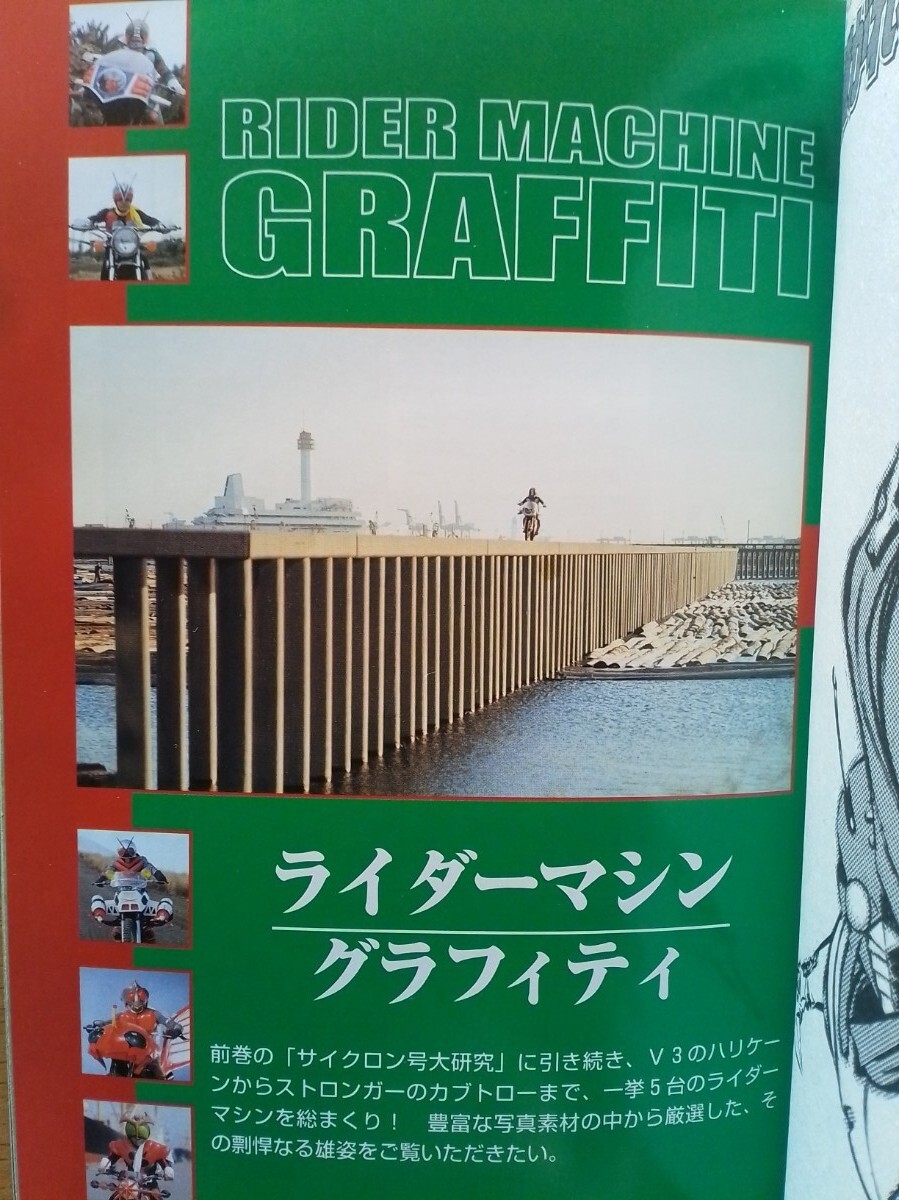 RIDER MACHINE
GRAFFITI
ライダーマシン
グラフィティ
前巻の「サイクロン号大研究」に引き続き、V3のハリケー
ンからストロンガーのカブトローまで、一挙5台のライダー
マシンを総まくり！　豊富な写真素材の中から厳選した、そ
の剽悍なる雄姿をご覧いただきたい。